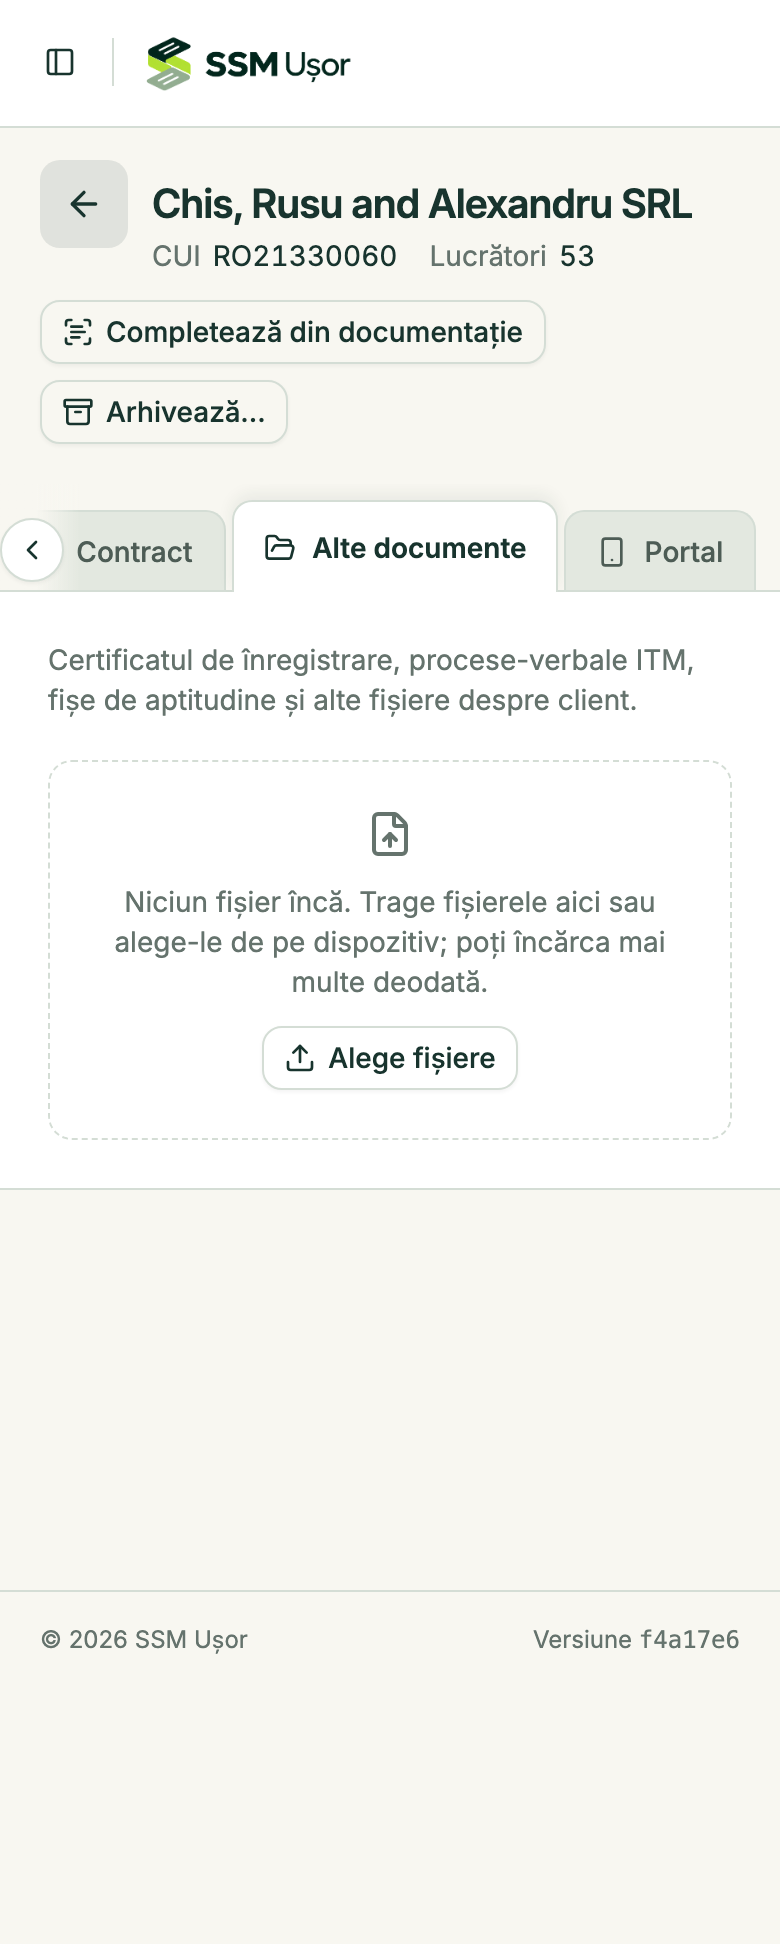 SSM Ușor
Chis, Rusu and Alexandru SRL
CUI RO21330060 Lucrători 53
Completează din documentație
Arhivează...
Contract
Alte documente
Portal
Certificatul de înregistrare, procese-verbale ITM,
fișe de aptitudine și alte fișiere despre client.
Niciun fișier încă. Trage fișierele aici sau
alege-le de pe dispozitiv; poți încărca mai
multe deodată.
Alege fișiere
© 2026 SSM Ușor
Versiune f4a17e6